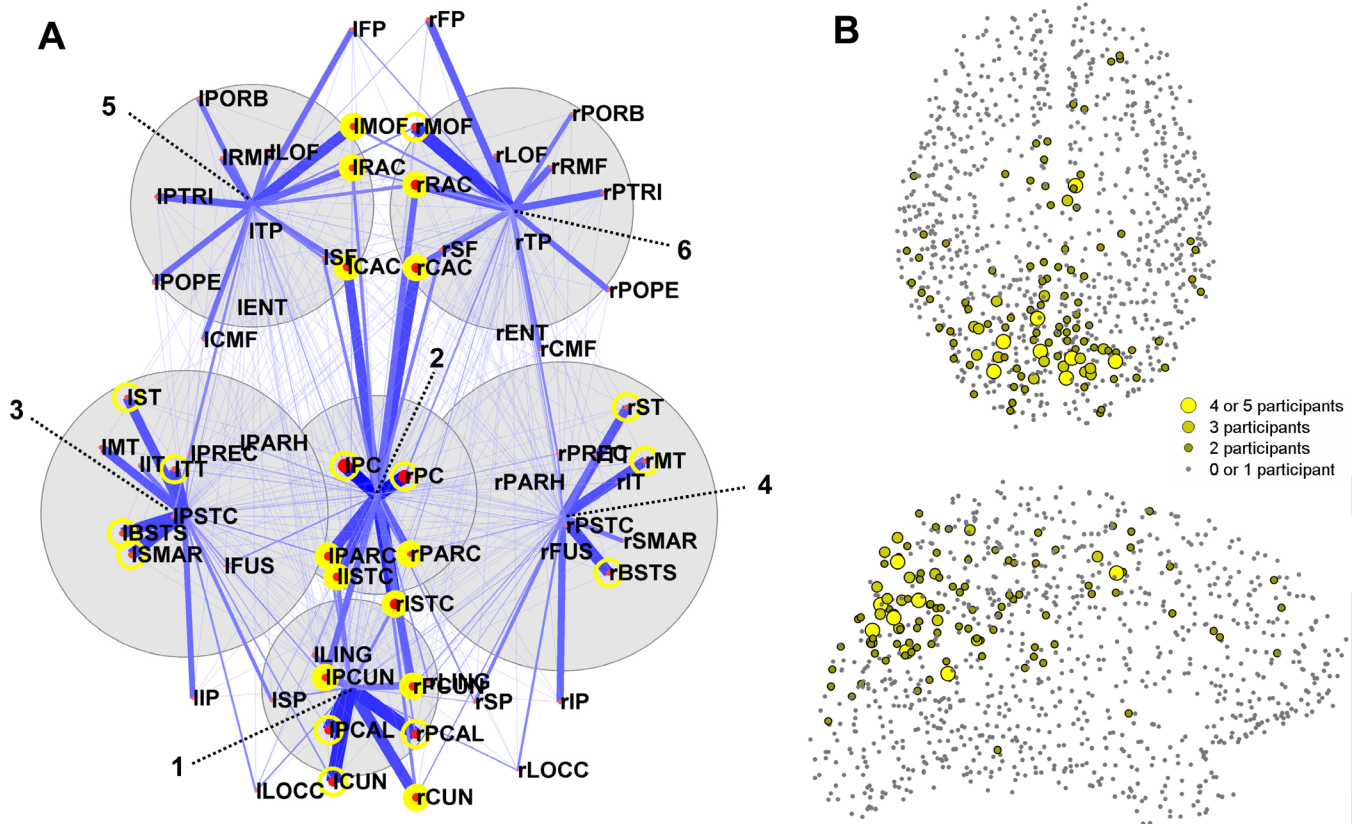 A
B
lFP
rFP
5
lPORB
rPORB
lMOF
rMOF
lRMF
lLOF
rLOF
lRAC
rRMF
rRAC
lPTRI
rPTRI
lTP
rTP
6
lSF
rSF
lCAC
rCAC
lPOPE
rPOPE
lENT
rENT
lCMF
rCMF
2
3
lST
rST
lMT
lIT
lPREC
lPARH
lTT
lPC
rPC
rPREC
rTT
rMT
rPARH
rIT
4
lPSTC
rPSTC
lBSTS
lSMAR
rSMAR
lFUS
rFUS
lPARC
rPARC
lISTC
rBSTS
rISTC
lLING
lPCUN
rPCUN
rLING
lIP
lSP
rSP
rIP
lPCAL
rPCAL
1
lLOCC
lCUN
rCUN
rLOCC
4 or 5 participants
3 participants
2 participants
0 or 1 participant